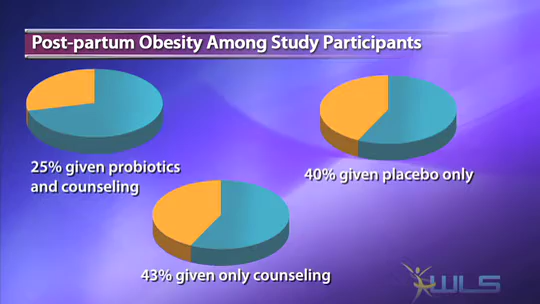 Post-partum Obesity Among Study Participants
25% given probiotics
and counseling
40% given placebo only
43% given only counseling
WLS